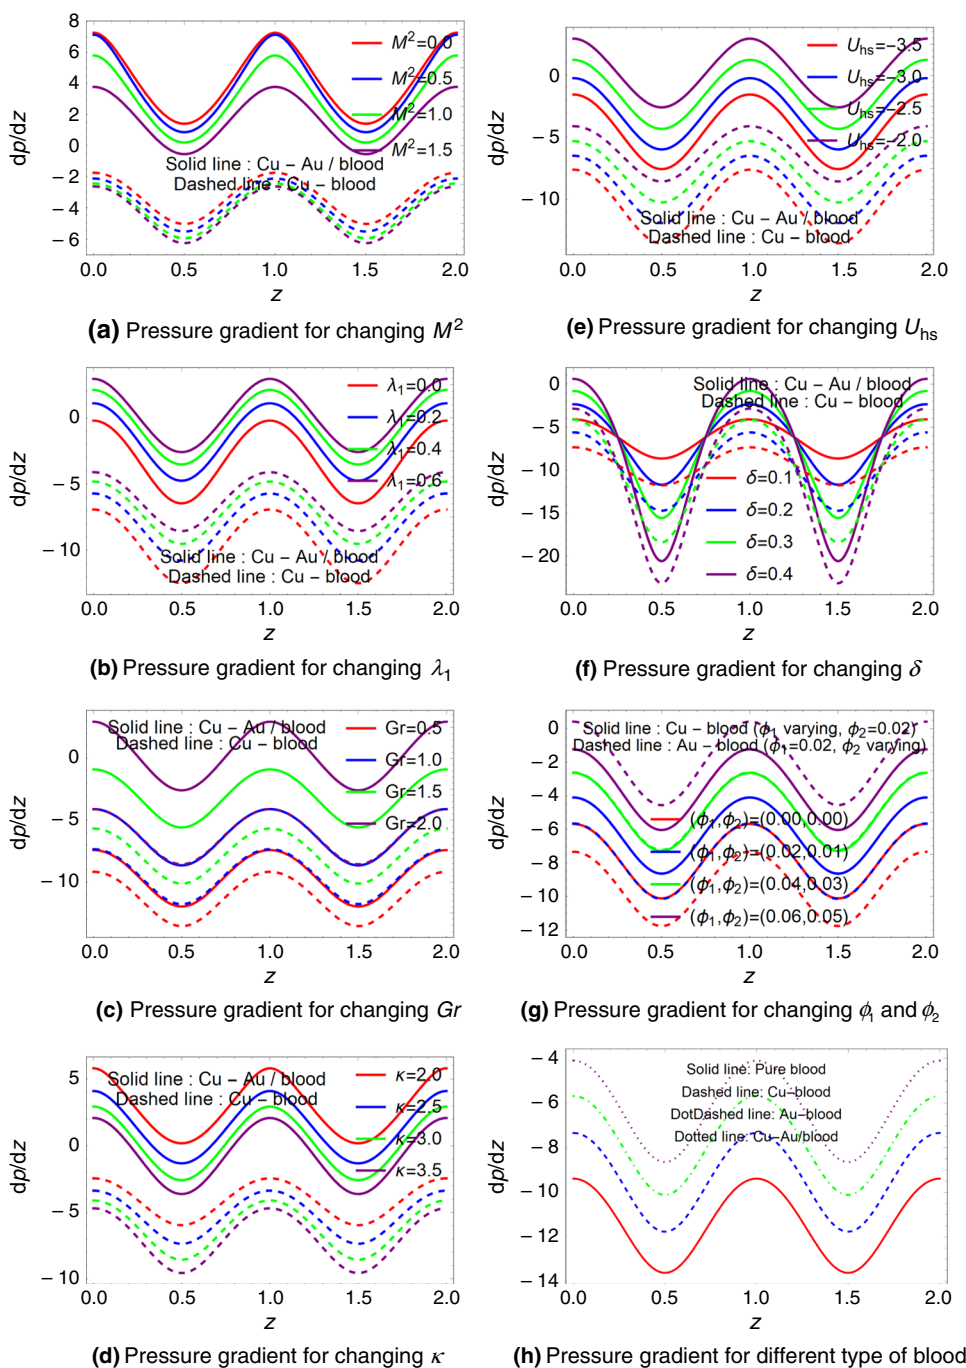 8
6
4
2
0
− 2
− 4
− 6
dp/dz
M²=0.0
M²=0.5
M²=1.0
M²=1.5
Solid line : Cu − Au / blood
Dashed line : Cu − blood
0.0 0.5 1.0 1.5 2.0
z
(a) Pressure gradient for changing M²
0
− 5
− 10
dp/dz
U_hs=−3.5
U_hs=−3.0
U_hs=−2.5
U_hs=−2.0
Solid line : Cu − Au / blood
Dashed line : Cu − blood
0.0 0.5 1.0 1.5 2.0
z
(e) Pressure gradient for changing U_hs
0
− 5
− 10
dp/dz
λ₁=0.0
λ₁=0.2
λ₁=0.4
λ₁=0.6
Solid line : Cu − Au / blood
Dashed line : Cu − blood
0.0 0.5 1.0 1.5 2.0
z
(b) Pressure gradient for changing λ₁
0
− 5
− 10
− 15
− 20
dp/dz
Solid line : Cu − Au / blood
Dashed line : Cu − blood
δ=0.1
δ=0.2
δ=0.3
δ=0.4
0.0 0.5 1.0 1.5 2.0
z
(f) Pressure gradient for changing δ
0
− 5
− 10
dp/dz
Solid line : Cu − Au / blood
Dashed line : Cu − blood
Gr=0.5
Gr=1.0
Gr=1.5
Gr=2.0
0.0 0.5 1.0 1.5 2.0
z
(c) Pressure gradient for changing Gr
0
− 2
− 4
− 6
− 8
− 10
− 12
dp/dz
Solid line : Cu − blood (ϕ₁ varying, ϕ₂=0.02)
Dashed line : Au − blood (ϕ₁=0.02, ϕ₂ varying)
(ϕ₁,ϕ₂)=(0.00,0.00)
(ϕ₁,ϕ₂)=(0.02,0.01)
(ϕ₁,ϕ₂)=(0.04,0.03)
(ϕ₁,ϕ₂)=(0.06,0.05)
0.0 0.5 1.0 1.5 2.0
z
(g) Pressure gradient for changing ϕ₁ and ϕ₂
5
0
− 5
− 10
dp/dz
Solid line : Cu − Au / blood
Dashed line : Cu − blood
κ=2.0
κ=2.5
κ=3.0
κ=3.5
0.0 0.5 1.0 1.5 2.0
z
(d) Pressure gradient for changing κ
− 4
− 6
− 8
− 10
− 12
− 14
dp/dz
Solid line: Pure blood
Dashed line: Cu−blood
DotDashed line: Au−blood
Dotted line: Cu−Au/blood
0.0 0.5 1.0 1.5 2.0
z
(h) Pressure gradient for different type of blood